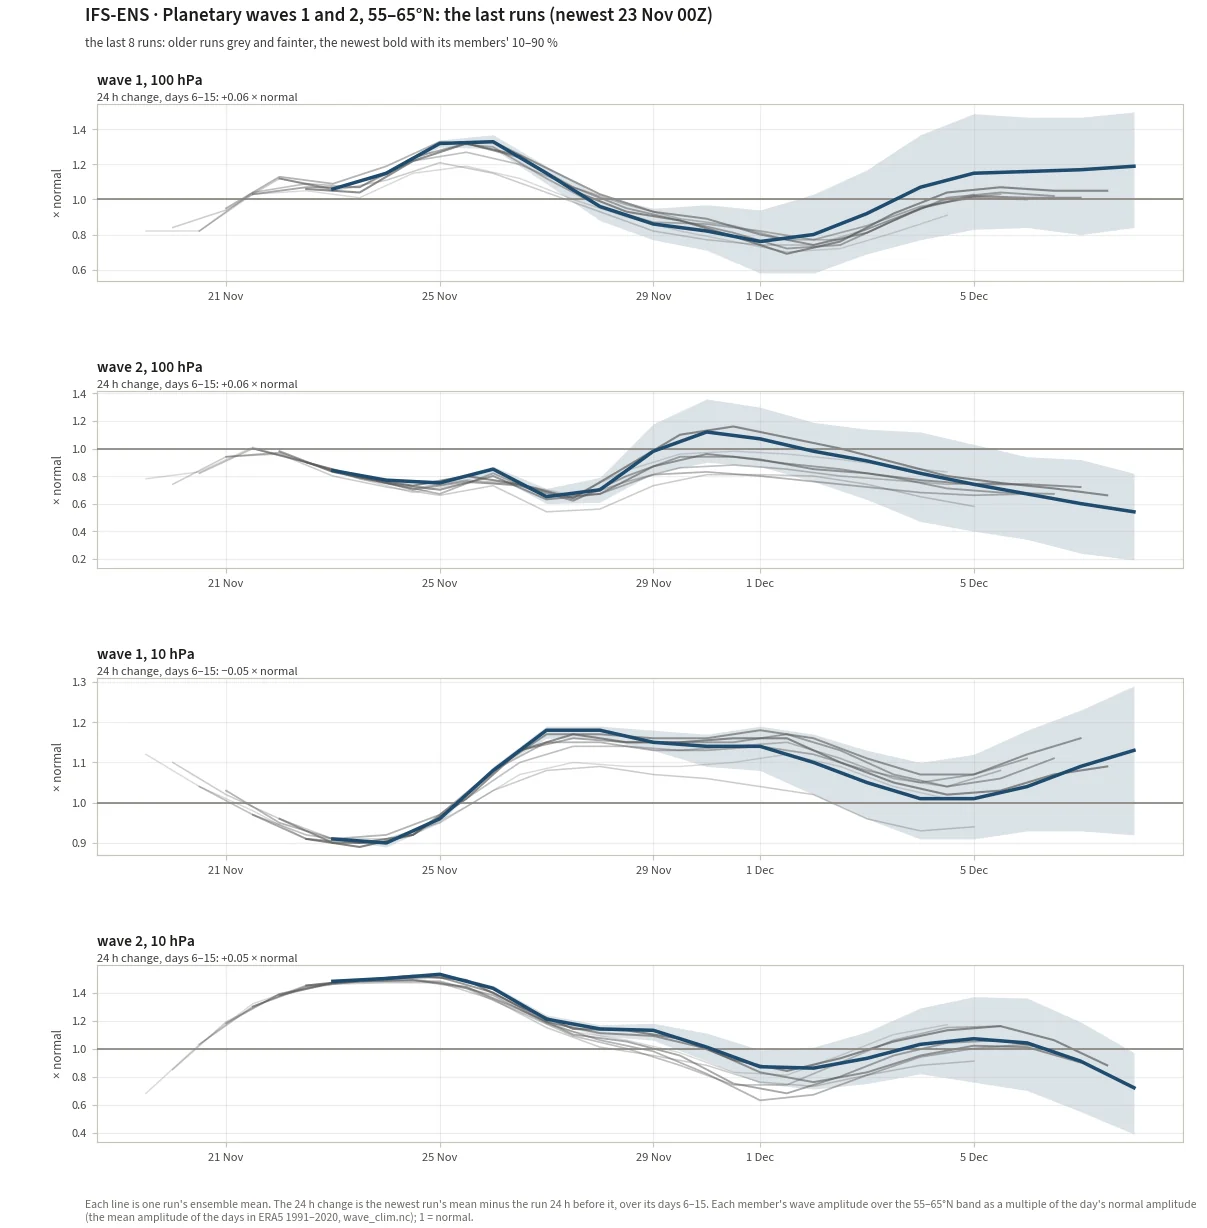 IFS-ENS · Planetary waves 1 and 2, 55–65°N: the last runs (newest 23 Nov 00Z)
the last 8 runs: older runs grey and fainter, the newest bold with its members' 10–90 %
wave 1, 100 hPa
24 h change, days 6–15: +0.06 × normal
1.4
1.2
1.0
0.8
0.6
× normal
21 Nov
25 Nov
29 Nov
1 Dec
5 Dec
wave 2, 100 hPa
24 h change, days 6–15: +0.06 × normal
1.4
1.2
1.0
0.8
0.6
0.4
0.2
× normal
21 Nov
25 Nov
29 Nov
1 Dec
5 Dec
wave 1, 10 hPa
24 h change, days 6–15: −0.05 × normal
1.3
1.2
1.1
1.0
0.9
× normal
21 Nov
25 Nov
29 Nov
1 Dec
5 Dec
wave 2, 10 hPa
24 h change, days 6–15: +0.05 × normal
1.4
1.2
1.0
0.8
0.6
0.4
× normal
21 Nov
25 Nov
29 Nov
1 Dec
5 Dec
Each line is one run's ensemble mean. The 24 h change is the newest run's mean minus the run 24 h before it, over its days 6–15. Each member's wave amplitude over the 55–65°N band as a multiple of the day's normal amplitude
(the mean amplitude of the days in ERA5 1991–2020, wave_clim.nc); 1 = normal.